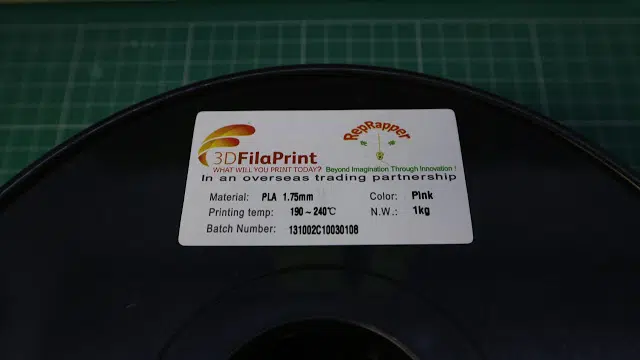 3DFilaPrint
WHAT WILL YOU PRINT TODAY?
RepRapper
Beyond Imagination Through Innovation !
In an overseas trading partnership
Material: PLA 1.75mm Color: Pink
Printing temp: 190 ~ 240℃ N.W.: 1kg
Batch Number: 131002C10030108